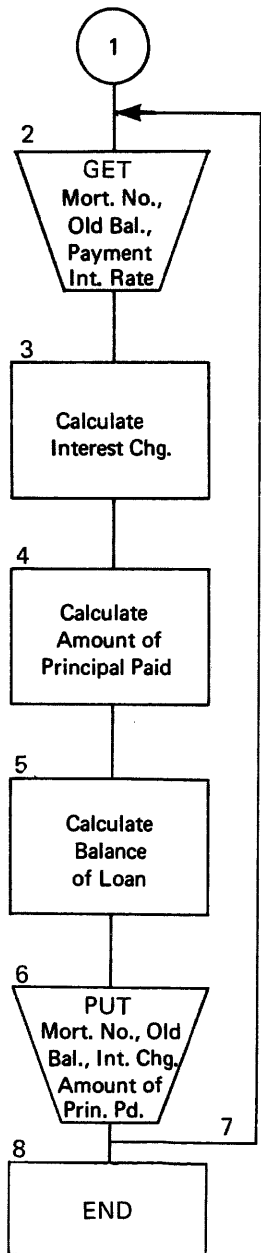 1
2
GET
Mort. No.,
Old Bal.,
Payment
Int. Rate
3
Calculate
Interest Chg.
4
Calculate
Amount of
Principal Paid
5
Calculate
Balance
of Loan
6
PUT
Mort. No., Old
Bal., Int. Chg.
Amount of
Prin. Pd.
7
8
END